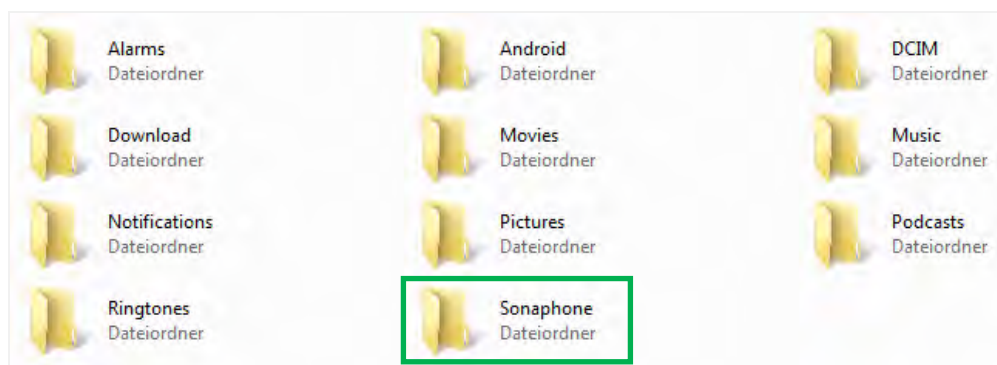 Alarms
Dateiordner
Android
Dateiordner
DCIM
Dateiordner
Download
Dateiordner
Movies
Dateiordner
Music
Dateiordner
Notifications
Dateiordner
Pictures
Dateiordner
Podcasts
Dateiordner
Ringtones
Dateiordner
Sonaphone
Dateiordner